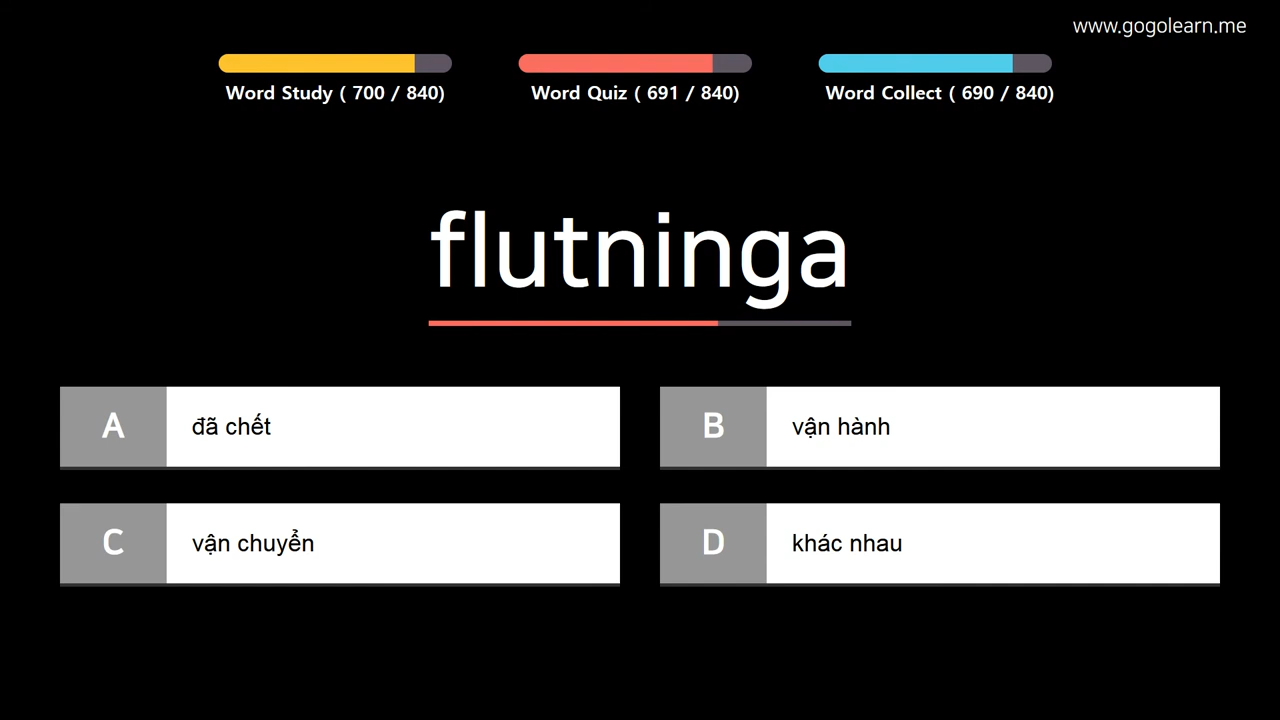 www.gogolearn.me
Word Study ( 700 / 840)
Word Quiz ( 691 / 840)
Word Collect ( 690 / 840)
flutninga
A
đã chết
B
vận hành
C
vận chuyển
D
khác nhau